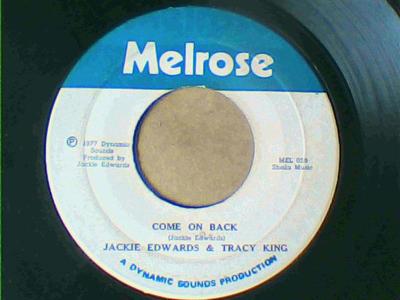 Melrose
Ⓟ 1977 Dynamic
Sounds
Produced by
Jackie Edwards
MEL 010
Sheila Music
COME ON BACK
(Jackie Edwards)
JACKIE EDWARDS & TRACY KING
A DYNAMIC SOUNDS PRODUCTION